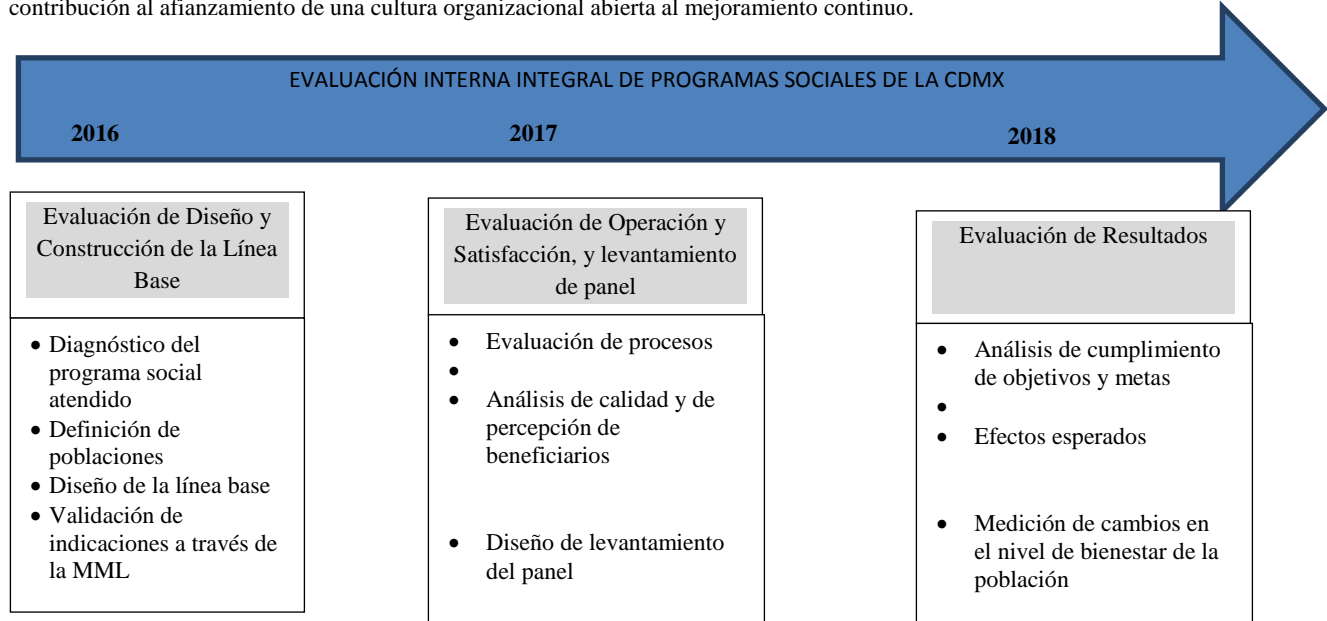 contribución al afianzamiento de una cultura organizacional abierta al mejoramiento continuo.
EVALUACIÓN INTERNA INTEGRAL DE PROGRAMAS SOCIALES DE LA CDMX
2016 2017 2018
Evaluación de Diseño y
Construcción de la Línea
Base
• Diagnóstico del
programa social
atendido
• Definición de
poblaciones
• Diseño de la línea base
• Validación de
indicaciones a través de
la MML
Evaluación de Operación y
Satisfacción, y levantamiento
de panel
• Evaluación de procesos
•
• Análisis de calidad y de
percepción de
beneficiarios
• Diseño de levantamiento
del panel
Evaluación de Resultados
• Análisis de cumplimiento
de objetivos y metas
•
• Efectos esperados
• Medición de cambios en
el nivel de bienestar de la
población